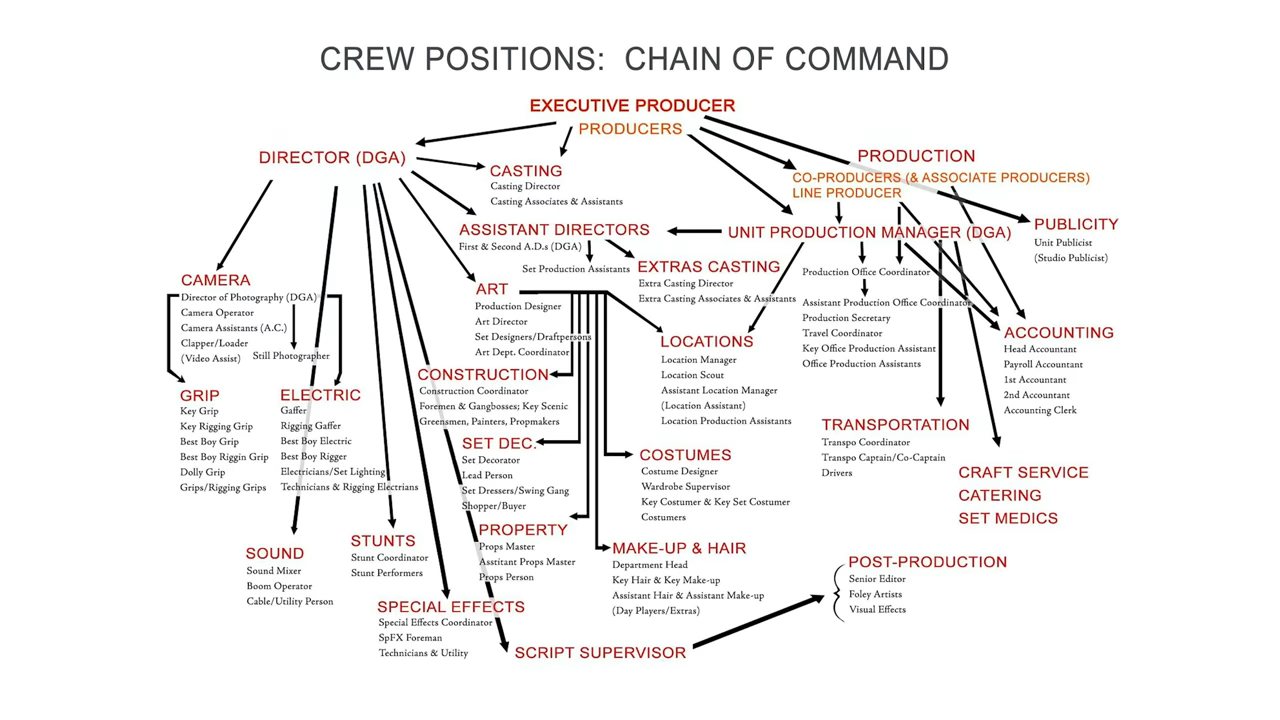 CREW POSITIONS: CHAIN OF COMMAND
EXECUTIVE PRODUCER
PRODUCERS
DIRECTOR (DGA)
CASTING
Casting Director
Casting Associates & Assistants
PRODUCTION
CO-PRODUCERS (& ASSOCIATE PRODUCERS)
LINE PRODUCER
PUBLICITY
Unit Publicist
(Studio Publicist)
ASSISTANT DIRECTORS
First & Second A.D.s (DGA)
Set Production Assistants
UNIT PRODUCTION MANAGER (DGA)
EXTRAS CASTING
Extra Casting Director
Extra Casting Associates & Assistants
Production Office Coordinator
Assistant Production Office Coordinator
Production Secretary
Travel Coordinator
Key Office Production Assistant
Office Production Assistants
CAMERA
Director of Photography (DGA)
Camera Operator
Camera Assistants (A.C.)
Clapper/Loader
(Video Assist)
Still Photographer
ART
Production Designer
Art Director
Set Designers/Draftpersons
Art Dept. Coordinator
LOCATIONS
Location Manager
Location Scout
Assistant Location Manager
(Location Assistant)
Location Production Assistants
ACCOUNTING
Head Accountant
Payroll Accountant
1st Accountant
2nd Accountant
Accounting Clerk
GRIP
Key Grip
Key Rigging Grip
Best Boy Grip
Best Boy Riggin Grip
Dolly Grip
Grips/Rigging Grips
ELECTRIC
Gaffer
Rigging Gaffer
Best Boy Electric
Best Boy Rigger
Electricians/Set Lighting
Technicians & Rigging Electrians
CONSTRUCTION
Construction Coordinator
Foremen & Gangbosses; Key Scenic
Greensmen, Painters, Propmakers
SET DEC.
Set Decorator
Lead Person
Set Dressers/Swing Gang
Shopper/Buyer
COSTUMES
Costume Designer
Wardrobe Supervisor
Key Costumer & Key Set Costumer
Costumers
TRANSPORTATION
Transpo Coordinator
Transpo Captain/Co-Captain
Drivers
CRAFT SERVICE
CATERING
SET MEDICS
PROPERTY
Props Master
Asstitant Props Master
Props Person
MAKE-UP & HAIR
Department Head
Key Hair & Key Make-up
Assistant Hair & Assistant Make-up
(Day Players/Extras)
SOUND
Sound Mixer
Boom Operator
Cable/Utility Person
STUNTS
Stunt Coordinator
Stunt Performers
SPECIAL EFFECTS
Special Effects Coordinator
SpFX Foreman
Technicians & Utility
SCRIPT SUPERVISOR
POST-PRODUCTION
Senior Editor
Foley Artists
Visual Effects